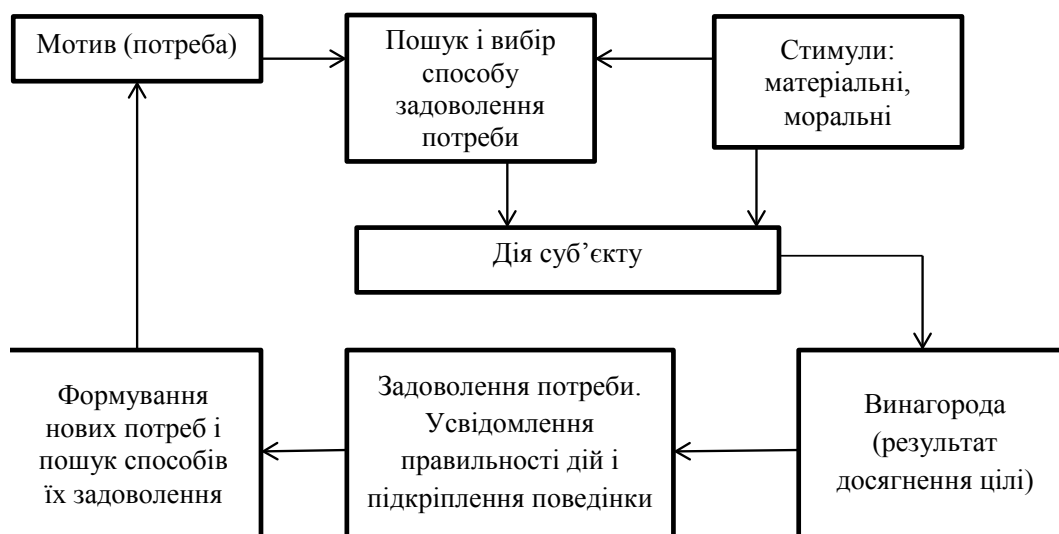 Мотив (потреба)
Пошук і вибір
способу
задоволення
потреби
Стимули:
матеріальні,
моральні
Дія суб’єкту
Формування
нових потреб і
пошук способів
їх задоволення
Задоволення потреби.
Усвідомлення
правильності дій і
підкріплення поведінки
Винагорода
(результат
досягнення цілі)